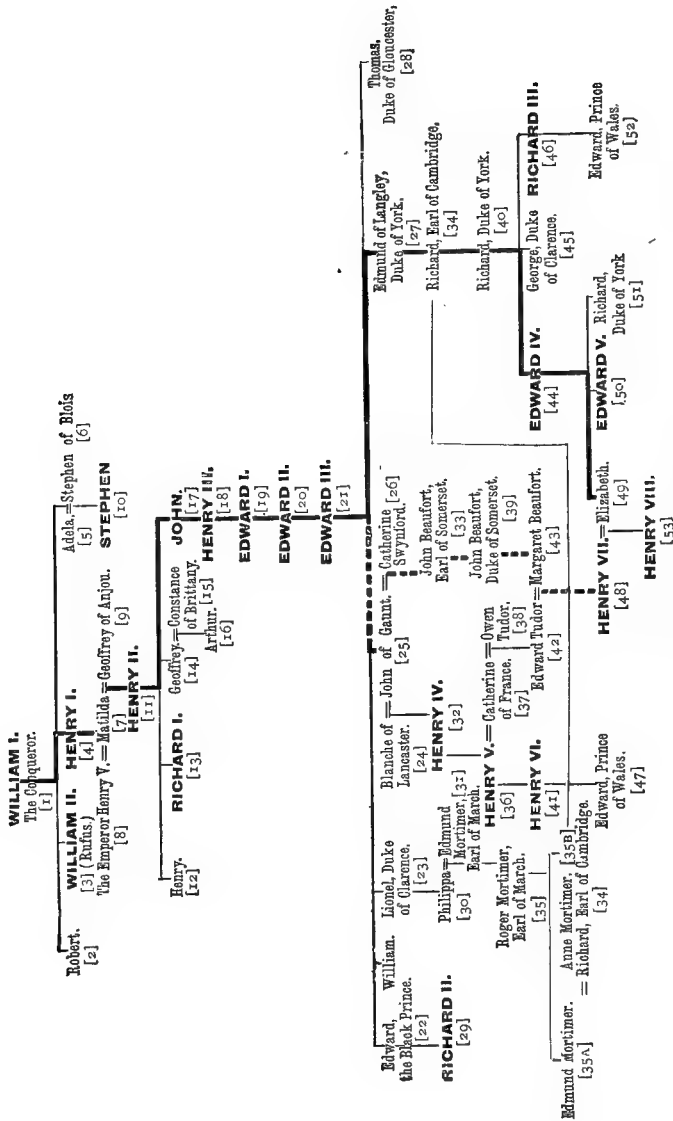 WILLIAM I.
The Conqueror.
[1]
Robert.
[2]
WILLIAM II.
[3] (Rufus.)
HENRY I.
[4]
Adela.=Stephen of Blois
[5]
[6]
The Emperor Henry V.=Matilda=Geoffrey of Anjou.
[8]
[7]
[9]
STEPHEN
[10]
HENRY II.
[11]
Henry.
[12]
RICHARD I.
[13]
Geoffrey.=Constance
[14]
of Brittany.
[15]
Arthur.
[16]
JOHN.
[17]
HENRY III.
[18]
EDWARD I.
[19]
EDWARD II.
[20]
EDWARD III.
[21]
Edward,
the Black Prince.
[22]
William.
Lionel, Duke
of Clarence.
[23]
Blanche of = John of Gaunt. = Catherine
Lancaster.
[24]
[25]
Swynford.
[26]
Edmund of Langley,
Duke of York.
[27]
Thomas,
Duke of Gloucester,
[28]
RICHARD II.
[29]
Philippa=Edmund
[30]
Mortimer,
[31]
Earl of March.
HENRY IV.
[32]
John Beaufort,
Earl of Somerset,
[33]
Richard, Earl of Cambridge,
[34]
Roger Mortimer,
Earl of March.
[35]
HENRY V.=Catherine=Owen
[36]
of France.
[37]
Tudor.
[38]
John Beaufort,
Duke of Somerset.
[39]
Richard, Duke of York.
[40]
Edmund Mortimer.
[35A]
Anne Mortimer. [35B]
= Richard, Earl of Cambridge.
[34]
HENRY VI.
[41]
Edward Tudor=Margaret Beaufort.
[42]
[43]
EDWARD IV.
[44]
George, Duke
of Clarence.
[45]
RICHARD III.
[46]
Edward, Prince
of Wales.
[47]
HENRY VII.=Elizabeth.
[48]
[49]
EDWARD V.
[50]
Richard,
Duke of York
[51]
Edward, Prince
of Wales.
[52]
HENRY VIII.
[53]